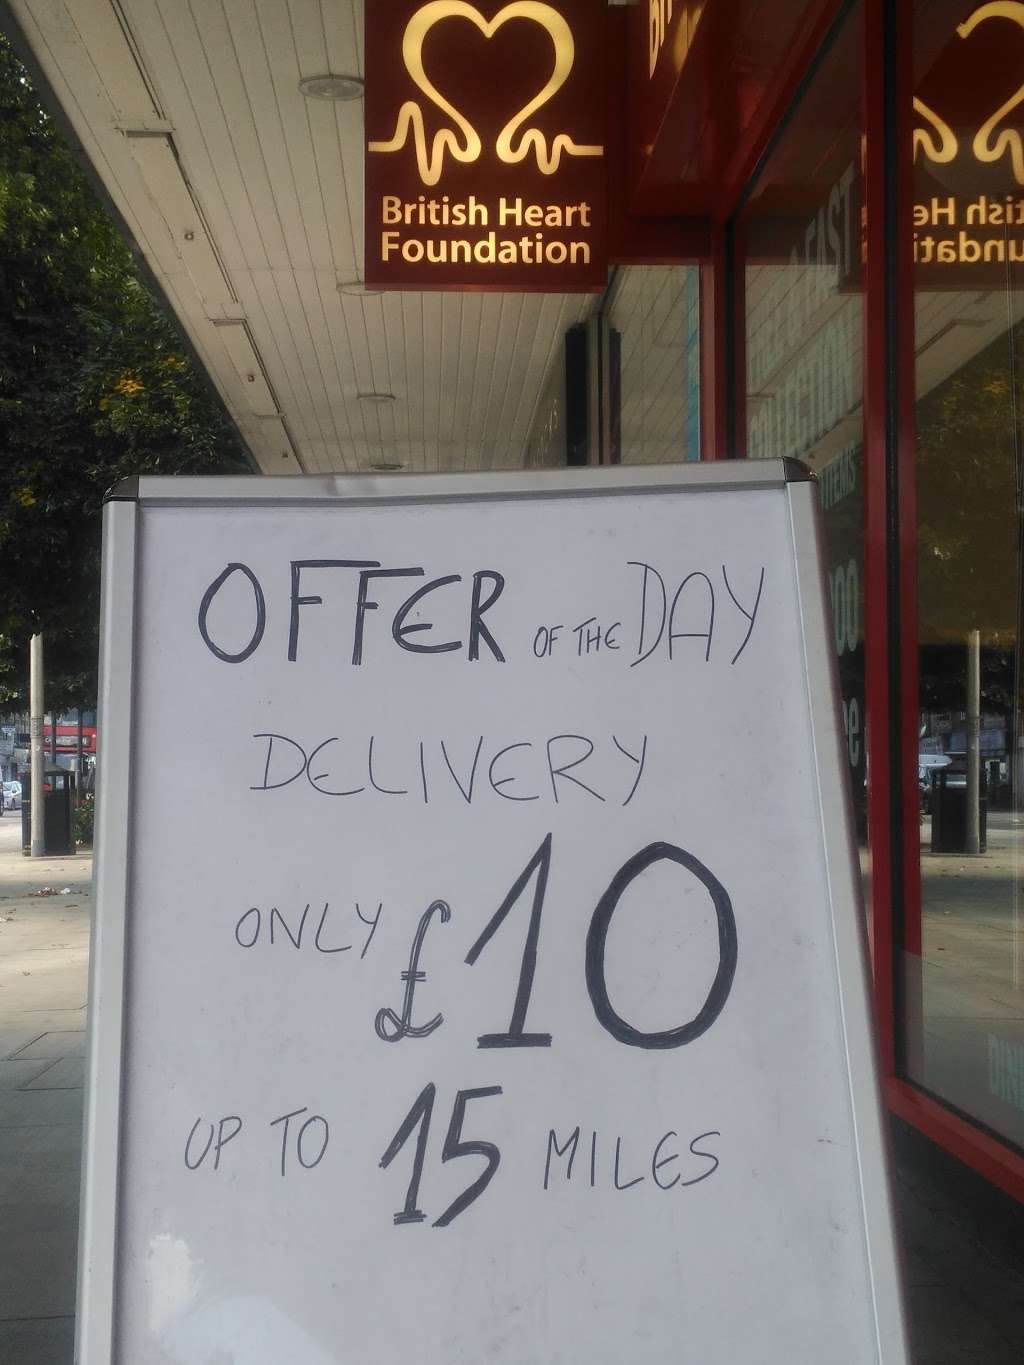 British Heart
Foundation
OFFER OF THE DAY
DELIVERY
ONLY £10
UP TO 15 MILES